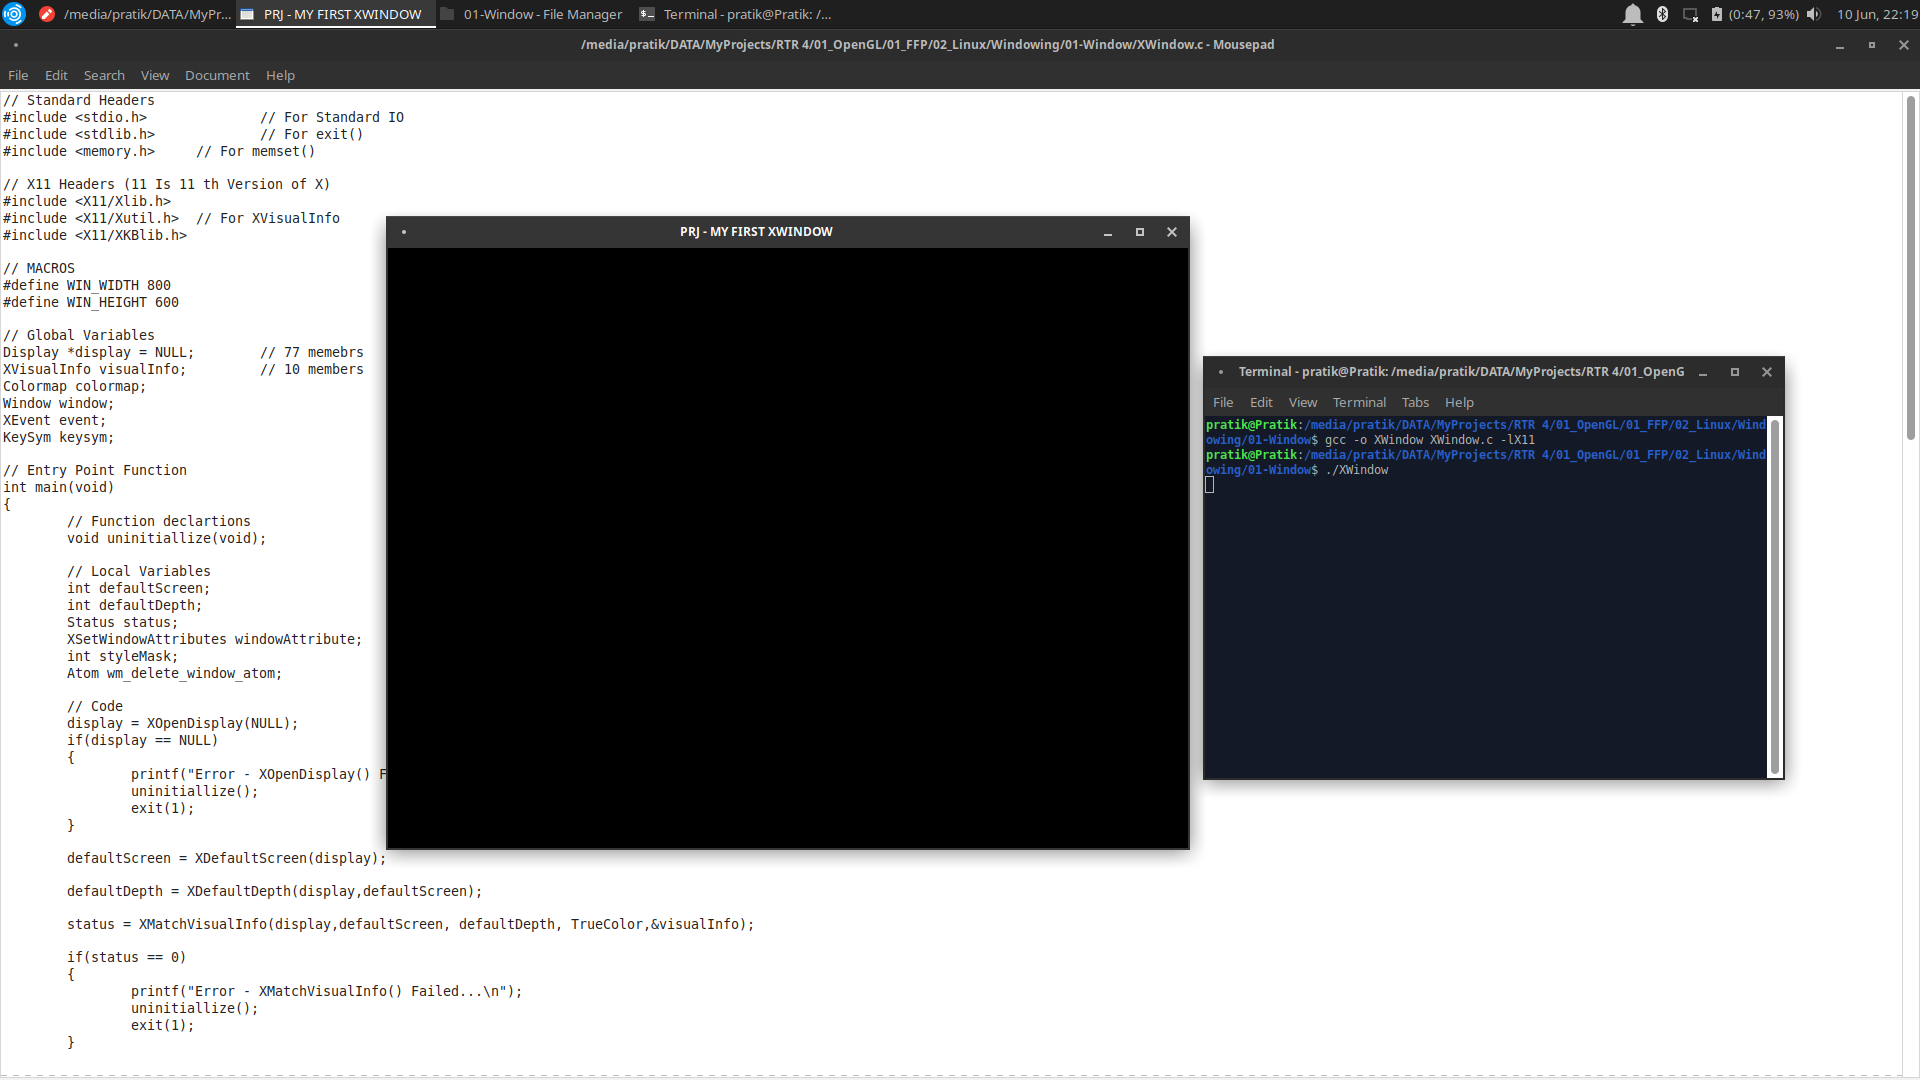 /media/pratik/DATA/MyPr... PRJ - MY FIRST XWINDOW 01-Window - File Manager Terminal - pratik@Pratik: /... (0:47, 93%) 10 Jun, 22:19
/media/pratik/DATA/MyProjects/RTR 4/01_OpenGL/01_FFP/02_Linux/Windowing/01-Window/XWindow.c - Mousepad
File Edit Search View Document Help
// Standard Headers
#include <stdio.h> // For Standard IO
#include <stdlib.h> // For exit()
#include <memory.h> // For memset()
// X11 Headers (11 Is 11 th Version of X)
#include <X11/Xlib.h>
#include <X11/Xutil.h> // For XVisualInfo
#include <X11/XKBlib.h>
// MACROS
#define WIN_WIDTH 800
#define WIN_HEIGHT 600
// Global Variables
Display *display = NULL; // 77 memebrs
XVisualInfo visualInfo; // 10 members
Colormap colormap;
Window window;
XEvent event;
KeySym keysym;
// Entry Point Function
int main(void)
{
// Function declartions
void uninitiallize(void);
// Local Variables
int defaultScreen;
int defaultDepth;
Status status;
XSetWindowAttributes windowAttribute;
int styleMask;
Atom wm_delete_window_atom;
// Code
display = XOpenDisplay(NULL);
if(display == NULL)
{
printf("Error - XOpenDisplay() F
uninitiallize();
exit(1);
}
defaultScreen = XDefaultScreen(display);
defaultDepth = XDefaultDepth(display,defaultScreen);
status = XMatchVisualInfo(display,defaultScreen, defaultDepth, TrueColor,&visualInfo);
if(status == 0)
{
printf("Error - XMatchVisualInfo() Failed...\n");
uninitiallize();
exit(1);
}
PRJ - MY FIRST XWINDOW
Terminal - pratik@Pratik: /media/pratik/DATA/MyProjects/RTR 4/01_OpenG
File Edit View Terminal Tabs Help
pratik@Pratik:/media/pratik/DATA/MyProjects/RTR 4/01_OpenGL/01_FFP/02_Linux/Wind
owing/01-Window$ gcc -o XWindow XWindow.c -lX11
pratik@Pratik:/media/pratik/DATA/MyProjects/RTR 4/01_OpenGL/01_FFP/02_Linux/Wind
owing/01-Window$ ./XWindow